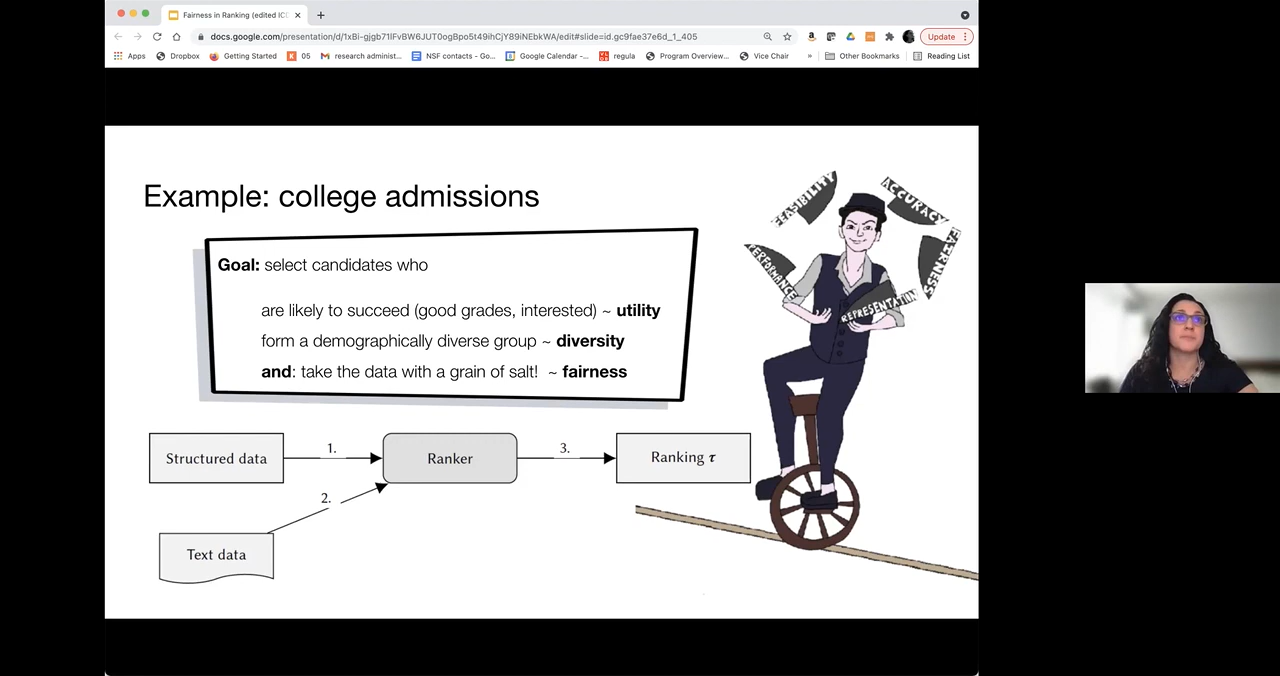 Fairness in Ranking (edited ICD
docs.google.com/presentation/d/1xBi-gjgb71IFvBW6JUT0ogBpo5t49ihCjY89iNEbkWA/edit#slide=id.gc9fae37e6d_1_405
Update
Apps
Dropbox
Getting Started
05
research administ...
NSF contacts - Go...
Google Calendar -...
regula
Program Overview...
Vice Chair
»
Other Bookmarks
Reading List
Example: college admissions
Goal: select candidates who
are likely to succeed (good grades, interested) ~ utility
form a demographically diverse group ~ diversity
and: take the data with a grain of salt! ~ fairness
FEASIBILITY
ACCURACY
PERFORMANCE
FAIRNESS
REPRESENTATION
Structured data
1.
Ranker
3.
Ranking τ
2.
Text data